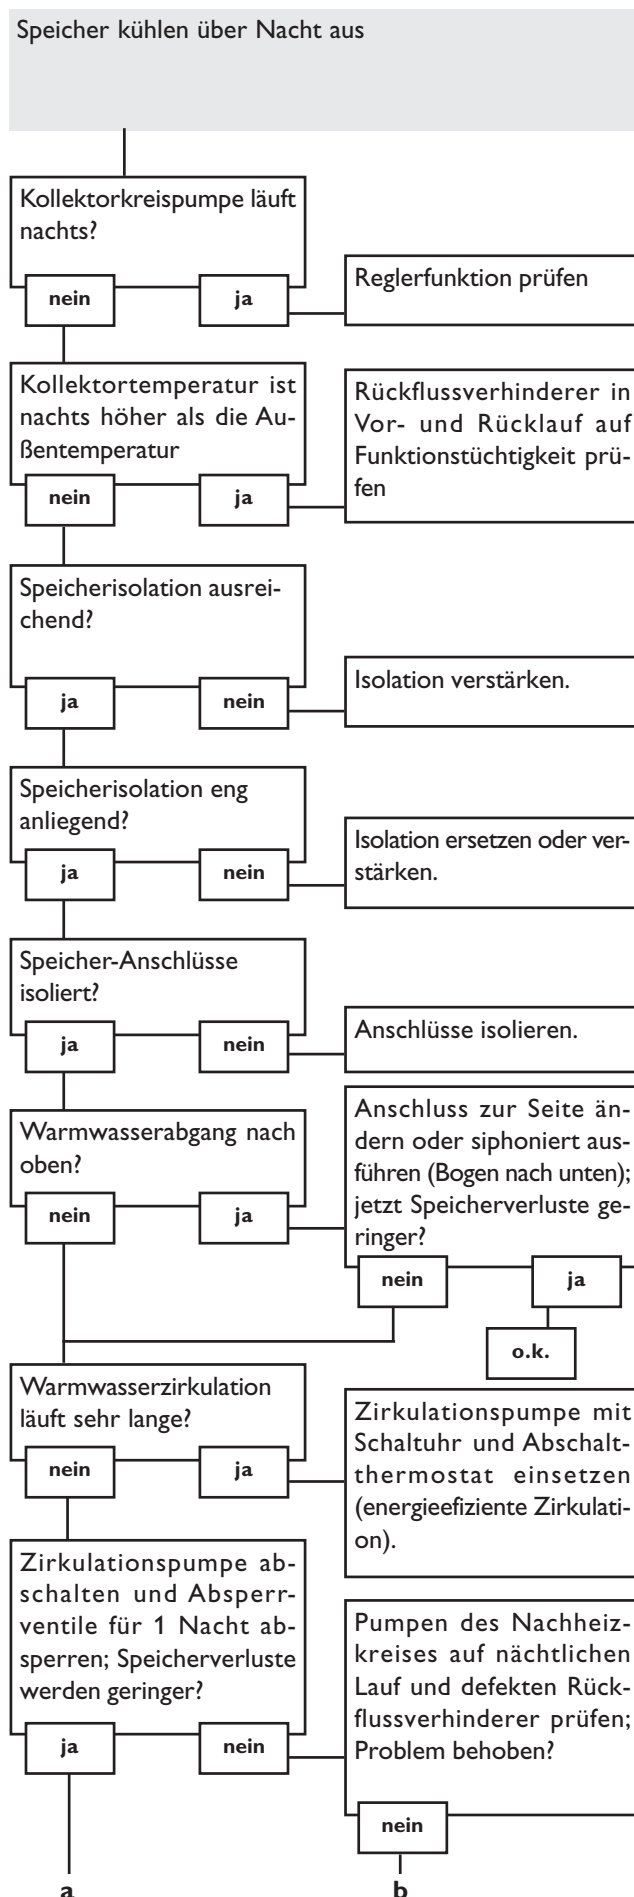 Speicher kühlen über Nacht aus
Kollektorkreispumpe läuft
nachts?
nein
ja
Reglerfunktion prüfen
Kollektortemperatur ist
nachts höher als die Au-
ßentemperatur
nein
ja
Rückflussverhinderer in
Vor- und Rücklauf auf
Funktionstüchtigkeit prü-
fen
Speicherisolation ausrei-
chend?
ja
nein
Isolation verstärken.
Speicherisolation eng
anliegend?
ja
nein
Isolation ersetzen oder ver-
stärken.
Speicher-Anschlüsse
isoliert?
ja
nein
Anschlüsse isolieren.
Warmwasserabgang nach
oben?
nein
ja
Anschluss zur Seite än-
dern oder siphoniert aus-
führen (Bogen nach unten);
jetzt Speicherverluste ge-
ringer?
nein
ja
o.k.
Warmwasserzirkulation
läuft sehr lange?
nein
ja
Zirkulationspumpe mit
Schaltuhr und Abschalt-
thermostat einsetzen
(energieefiziente Zirkulati-
on).
Zirkulationspumpe ab-
schalten und Absperr-
ventile für 1 Nacht ab-
sperren; Speicherverluste
werden geringer?
ja
nein
Pumpen des Nachheiz-
kreises auf nächtlichen
Lauf und defekten Rück-
flussverhinderer prüfen;
Problem behoben?
nein
a
b